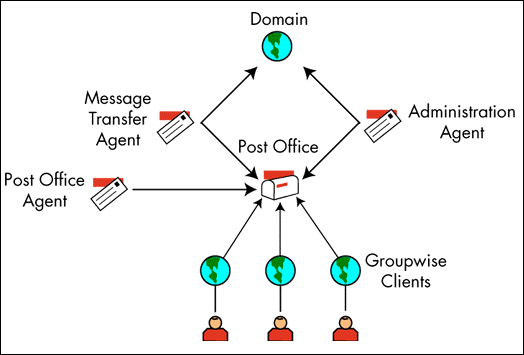 Domain
Message
Transfer
Agent
Administration
Agent
Post Office
Post Office
Agent
Groupwise
Clients